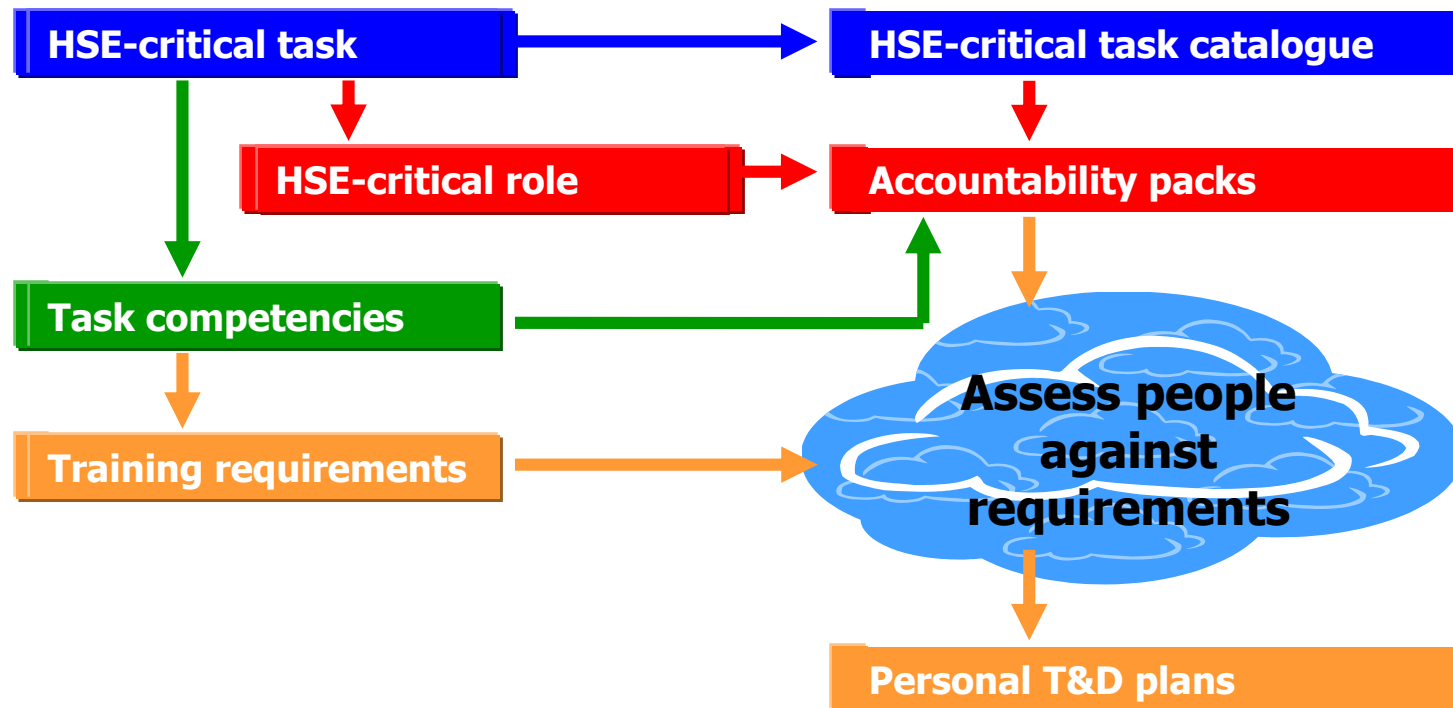 HSE-critical task
HSE-critical task catalogue
HSE-critical role
Accountability packs
Task competencies
Assess people
against
requirements
Training requirements
Personal T&D plans